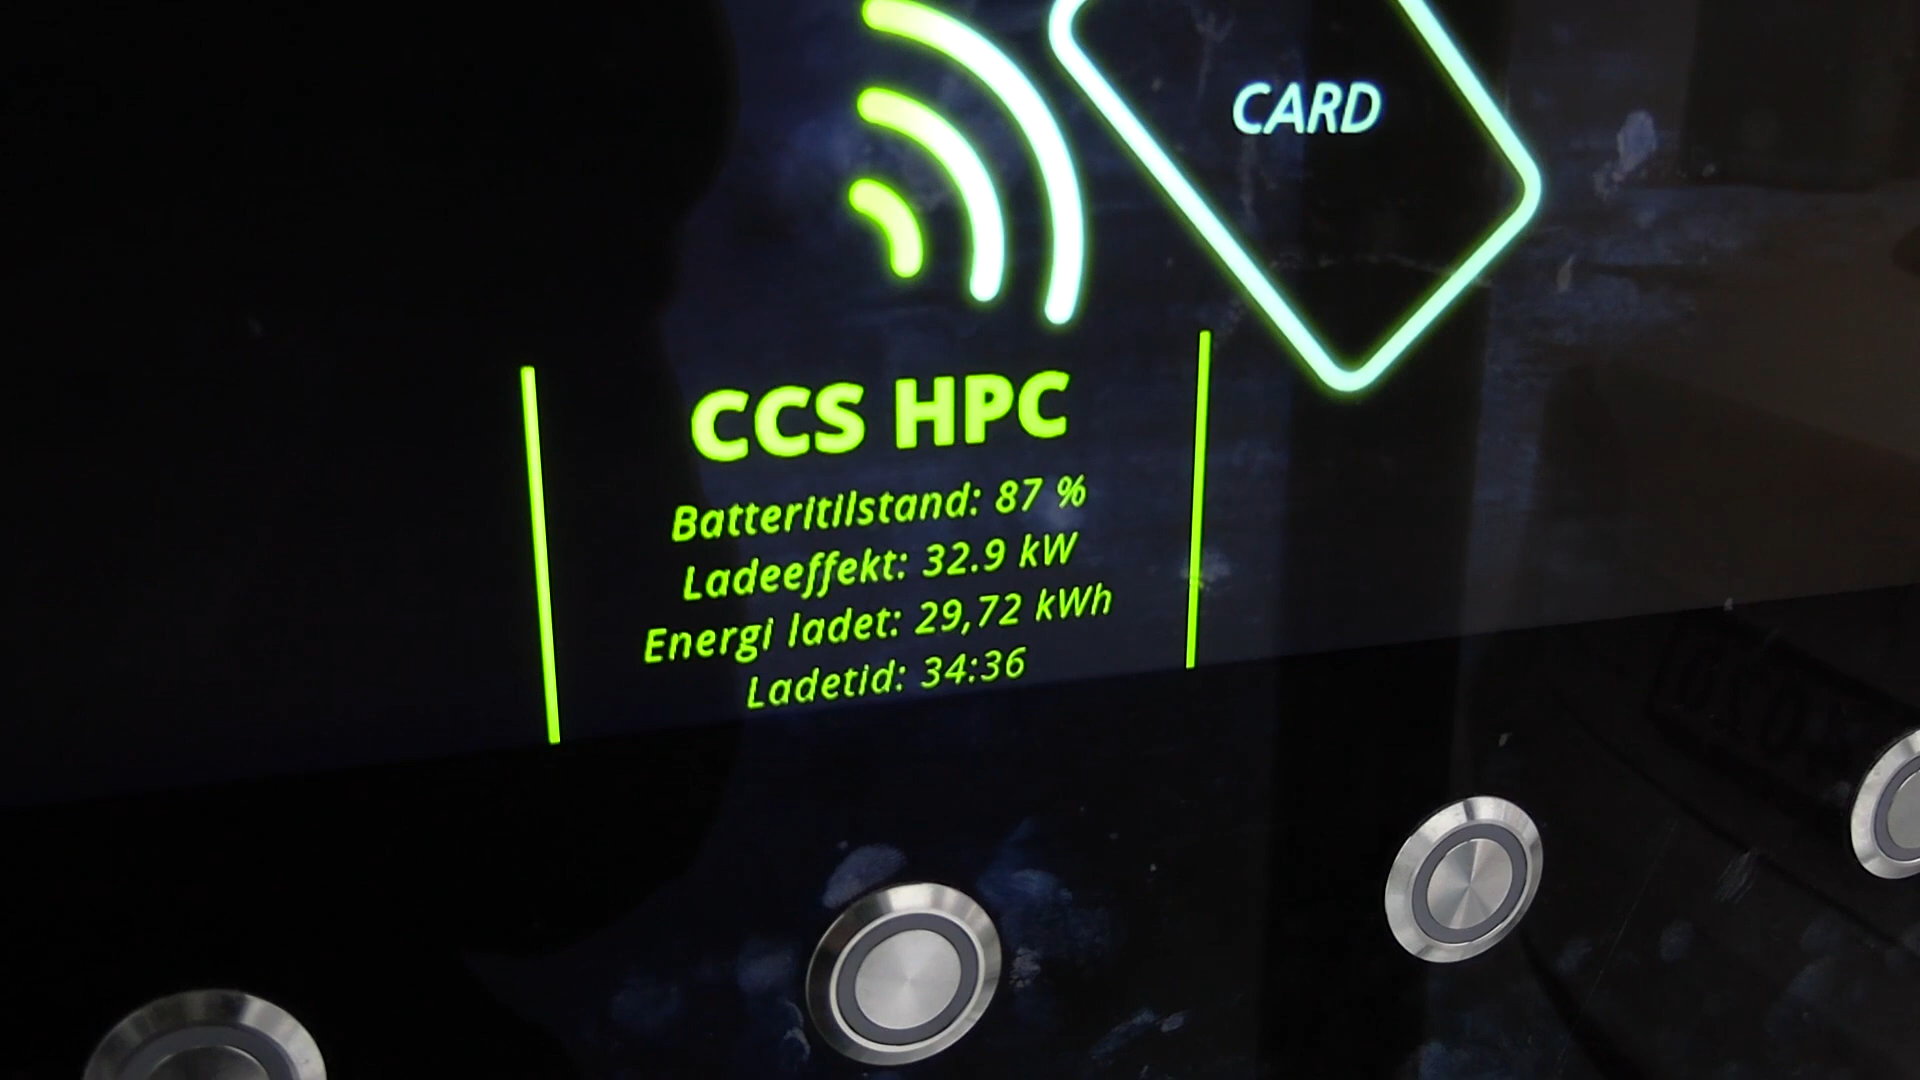 CARD
CCS HPC
Batteritilstand: 87 %
Ladeeffekt: 32.9 kW
Energi ladet: 29,72 kWh
Ladetid: 34:36